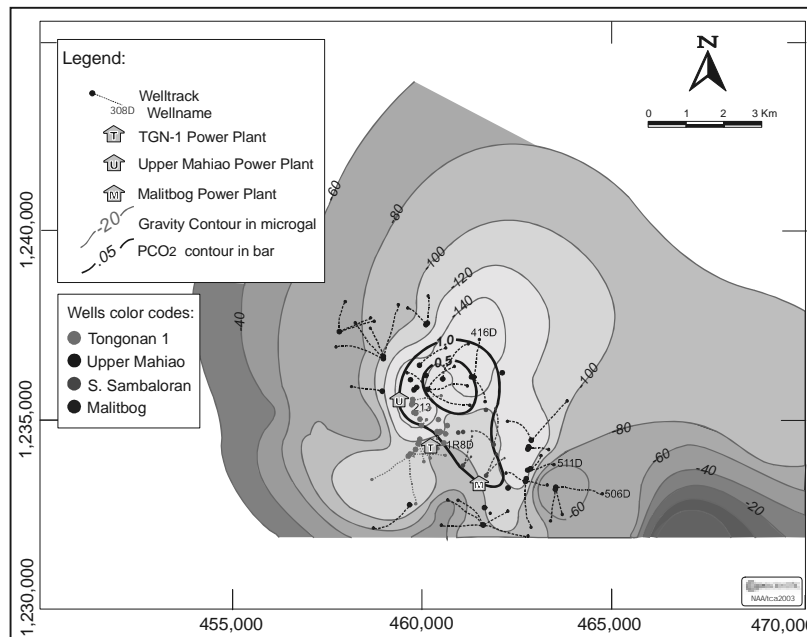 Legend:
Welltrack
308D Wellname
T TGN-1 Power Plant
U Upper Mahiao Power Plant
M Malitbog Power Plant
-20 Gravity Contour in microgal
.05 PCO2 contour in bar
Wells color codes:
Tongonan 1
Upper Mahiao
S. Sambaloran
Malitbog
N
0 1 2 3 Km
-60
-80
-100
-120
-140
-40
416D
1.0
0.5
-100
U
213
-80
T
1R8D
-60
511D
-40
M
506D
-20
-60
NAA/tca2003
1,240,000
1,235,000
1,230,000
455,000
460,000
465,000
470,000